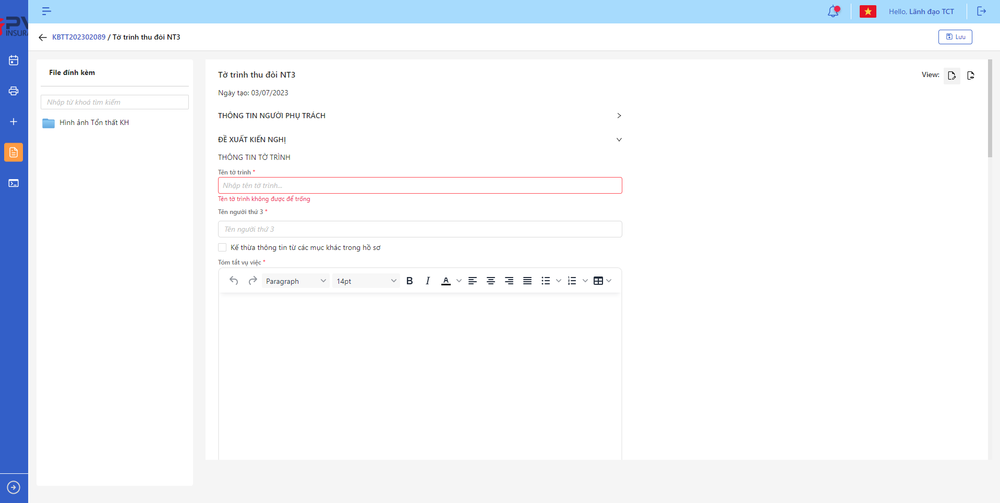 Hello, Lãnh đạo TCT
PV
INSURA
KBTT202302089 / Tờ trình thu đòi NT3
Lưu
File đính kèm
Nhập từ khoá tìm kiếm
Hình ảnh Tổn thất KH
Tờ trình thu đòi NT3
View:
Ngày tạo: 03/07/2023
THÔNG TIN NGƯỜI PHỤ TRÁCH
ĐỀ XUẤT KIẾN NGHỊ
THÔNG TIN TỜ TRÌNH
Tên tờ trình *
Nhập tên tờ trình...
Tên tờ trình không được để trống
Tên người thứ 3 *
Tên người thứ 3
Kế thừa thông tin từ các mục khác trong hồ sơ
Tóm tắt vụ việc *
Paragraph 14pt B I A